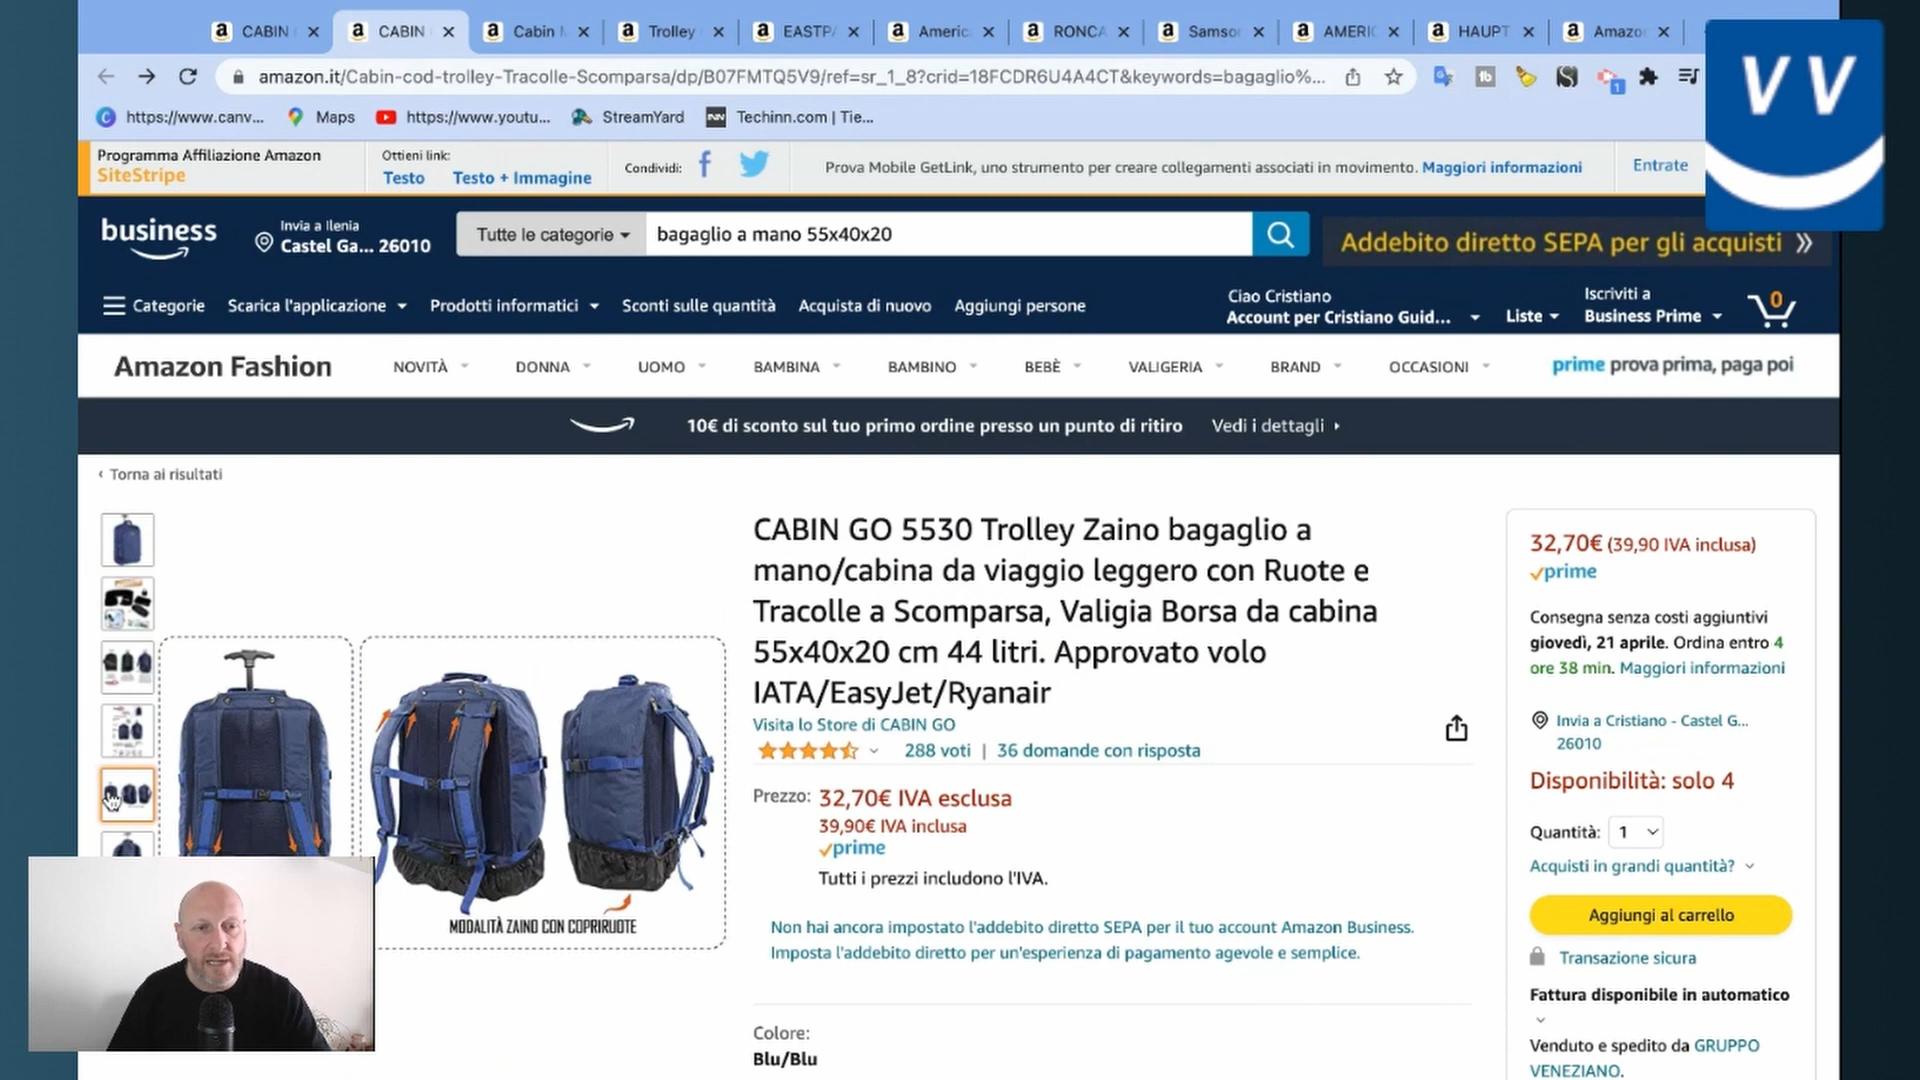 CABIN
CABIN
Cabin
Trolley
EASTPA
Americ
RONCA
Samso
AMERIC
HAUPT
Amazo
amazon.it/Cabin-cod-trolley-Tracolle-Scomparsa/dp/B07FMTQ5V9/ref=sr_1_8?crid=18FCDR6U4A4CT&keywords=bagaglio%...
https://www.canv...
Maps
https://www.youtu...
StreamYard
Techinn.com | Tie...
VV
Programma Affiliazione Amazon
SiteStripe
Ottieni link:
Testo Testo + Immagine
Condividi:
Prova Mobile GetLink, uno strumento per creare collegamenti associati in movimento. Maggiori informazioni
Entrate
business
Invia a Ilenia
Castel Ga... 26010
Tutte le categorie
bagaglio a mano 55x40x20
Addebito diretto SEPA per gli acquisti »
Categorie
Scarica l'applicazione
Prodotti informatici
Sconti sulle quantità
Acquista di nuovo
Aggiungi persone
Ciao Cristiano
Account per Cristiano Guid...
Liste
Iscriviti a
Business Prime
0
Amazon Fashion
NOVITÀ
DONNA
UOMO
BAMBINA
BAMBINO
BEBÈ
VALIGERIA
BRAND
OCCASIONI
prime prova prima, paga poi
10€ di sconto sul tuo primo ordine presso un punto di ritiro Vedi i dettagli ›
‹ Torna ai risultati
MODALITÀ ZAINO CON COPRIRUOTE
CABIN GO 5530 Trolley Zaino bagaglio a
mano/cabina da viaggio leggero con Ruote e
Tracolle a Scomparsa, Valigia Borsa da cabina
55x40x20 cm 44 litri. Approvato volo
IATA/EasyJet/Ryanair
Visita lo Store di CABIN GO
288 voti | 36 domande con risposta
Prezzo: 32,70€ IVA esclusa
39,90€ IVA inclusa
prime
Tutti i prezzi includono l'IVA.
Non hai ancora impostato l'addebito diretto SEPA per il tuo account Amazon Business.
Imposta l'addebito diretto per un'esperienza di pagamento agevole e semplice.
Colore:
Blu/Blu
32,70€ (39,90 IVA inclusa)
prime
Consegna senza costi aggiuntivi
giovedì, 21 aprile. Ordina entro 4
ore 38 min. Maggiori informazioni
Invia a Cristiano - Castel G...
26010
Disponibilità: solo 4
Quantità: 1
Acquisti in grandi quantità?
Aggiungi al carrello
Transazione sicura
Fattura disponibile in automatico
Venduto e spedito da GRUPPO
VENEZIANO.